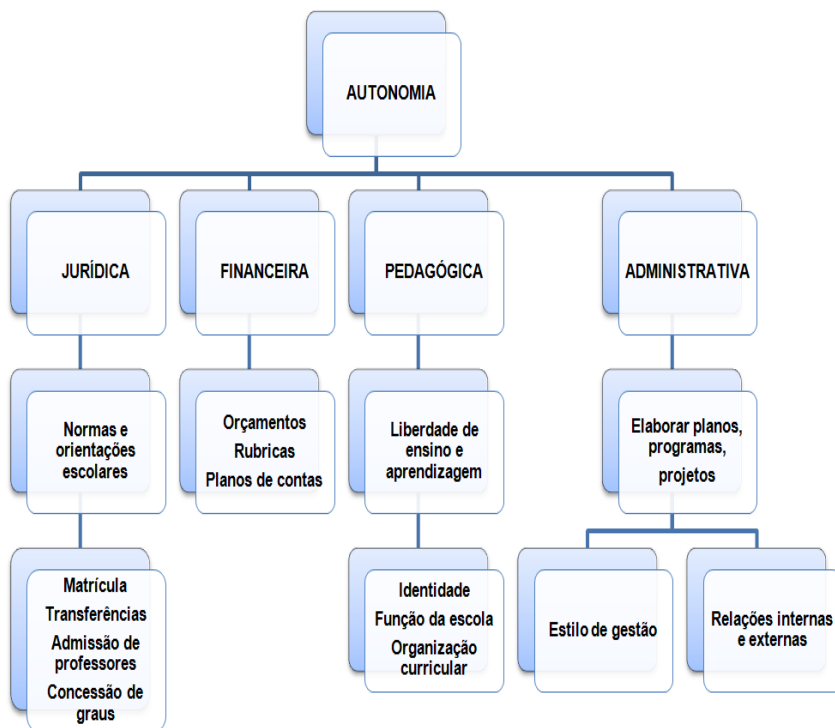 AUTONOMIA
JURÍDICA
FINANCEIRA
PEDAGÓGICA
ADMINISTRATIVA
Normas e
orientações
escolares
Orçamentos
Rubricas
Planos de contas
Liberdade de
ensino e
aprendizagem
Elaborar planos,
programas,
projetos
Matrícula
Transferências
Admissão de
professores
Concessão de
graus
Identidade
Função da escola
Organização
curricular
Estilo de gestão
Relações internas
e externas